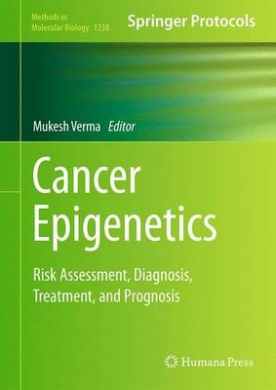 Methods in
Molecular Biology 1238
Springer Protocols
Mukesh Verma Editor
Cancer
Epigenetics
Risk Assessment, Diagnosis,
Treatment, and Prognosis
Humana Press